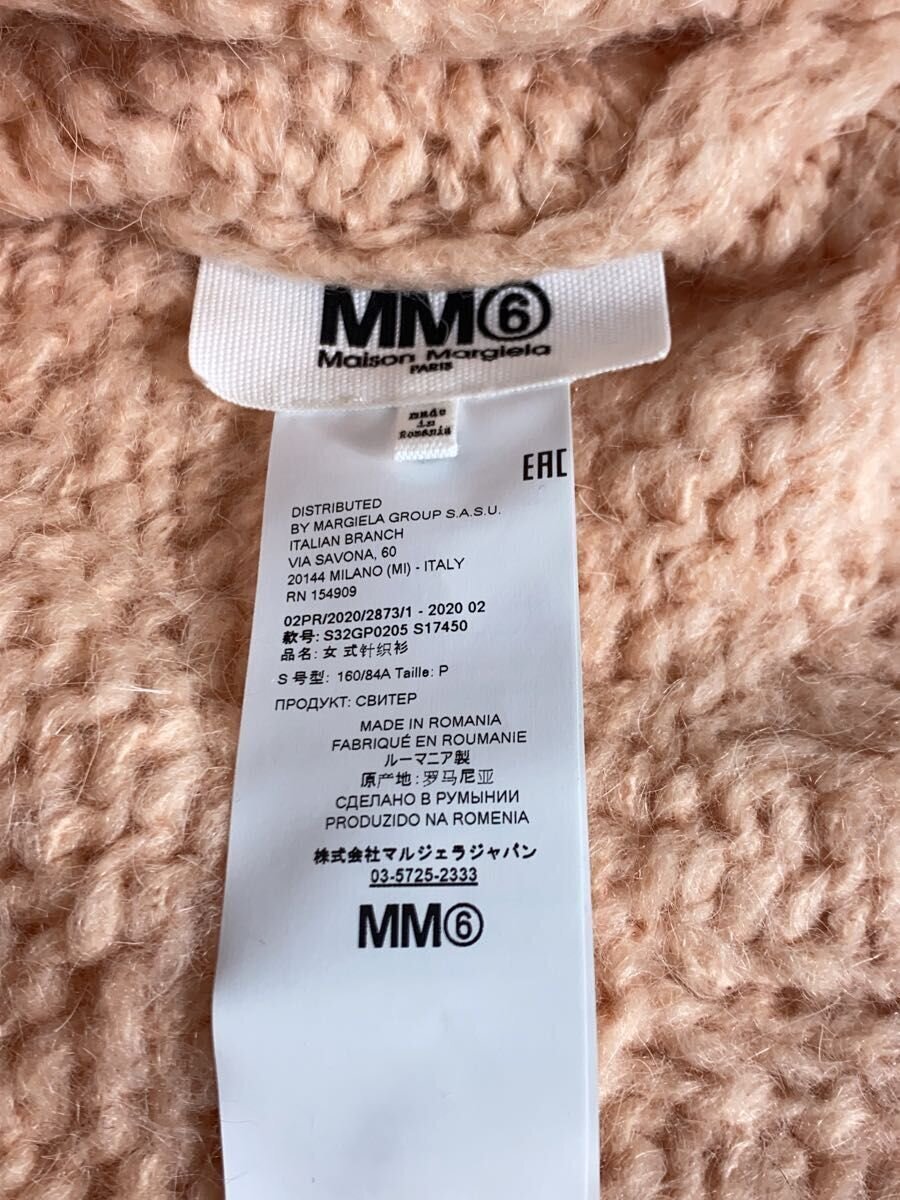 MM⑥
Maison Margiela
PARIS
made
in
Romania
EAC
DISTRIBUTED
BY MARGIELA GROUP S.A.S.U.
ITALIAN BRANCH
VIA SAVONA, 60
20144 MILANO (MI) - ITALY
RN 154909
02PR/2020/2873/1 - 2020 02
款号: S32GP0205 S17450
品名: 女式针织衫
S 号型: 160/84A Taille: P
ПРОДУКТ: СВИТЕР
MADE IN ROMANIA
FABRIQUÉ EN ROUMANIE
ルーマニア製
原产地:罗马尼亚
СДЕЛАНО В РУМЫНИИ
PRODUZIDO NA ROMENIA
株式会社マルジェラジャパン
03-5725-2333
MM⑥